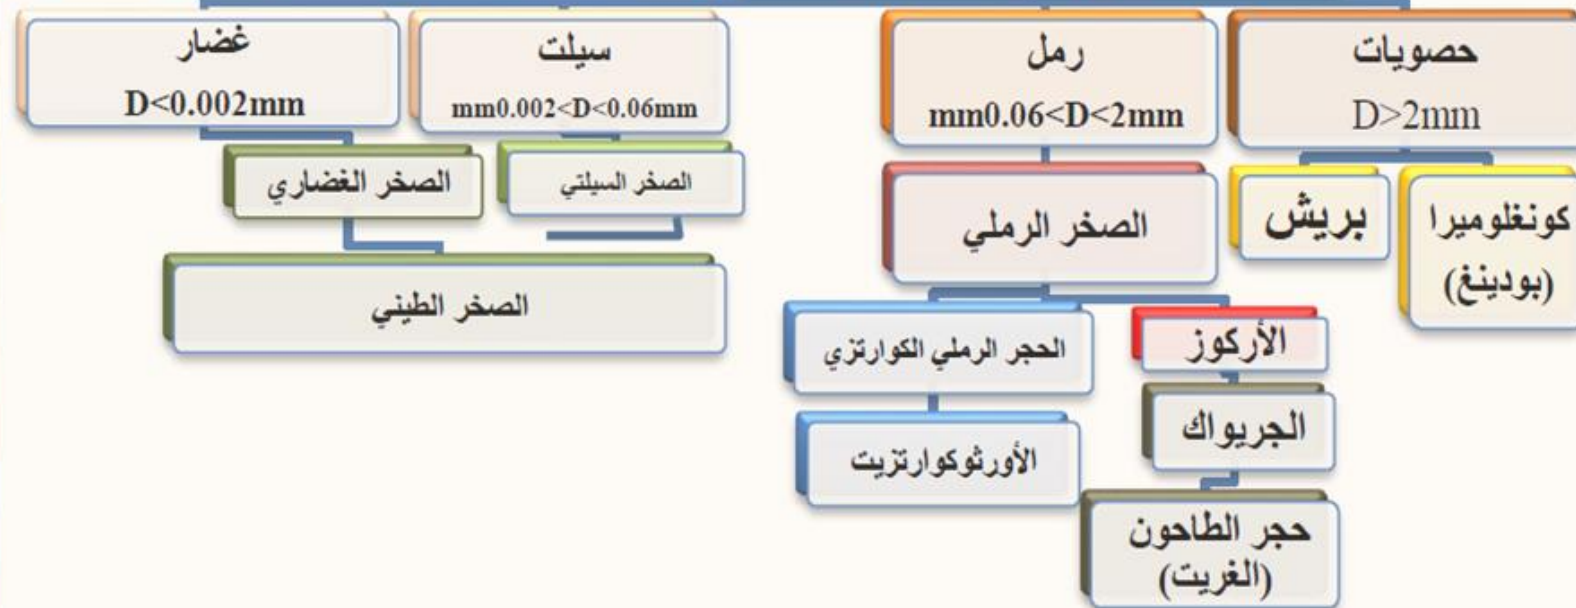 حصويات
D>2mm
رمل
mm0.06<D<2mm
سيلت
mm0.002<D<0.06mm
غضار
D<0.002mm
كونغلوميرا
(بودينغ)
بريش
الصخر الرملي
الصخر السيلتي
الصخر الغضاري
الصخر الطيني
الأركوز
الحجر الرملي الكوارتزي
الجريواك
الأورثوكوارتزيت
حجر الطاحون
(الغريت)